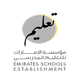 تعليم
مؤسسة الإمارات
للتعليم المدرسي
EMIRATES SCHOOLS
ESTABLISHMENT